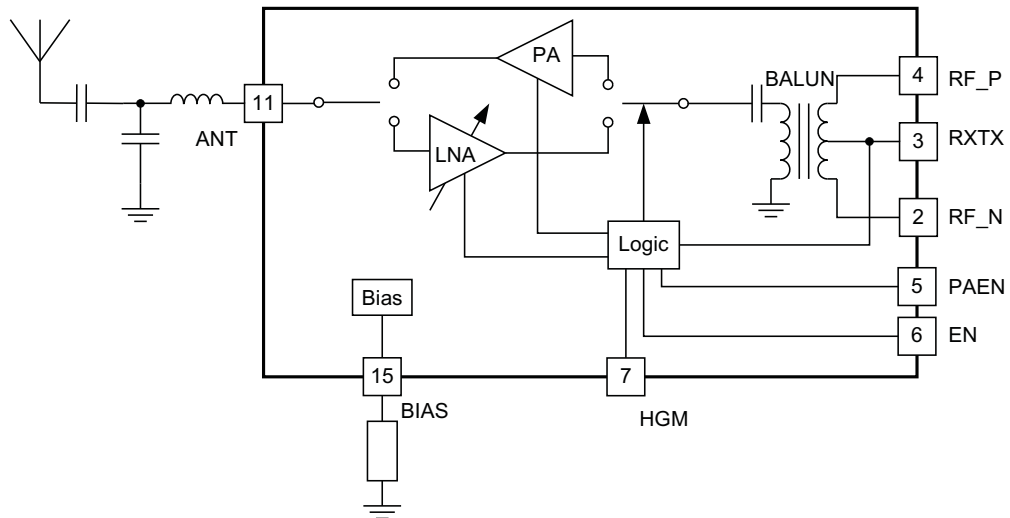 PA
4
RF_P
BALUN
11
ANT
3
RXTX
LNA
2
RF_N
Logic
5
PAEN
Bias
6
EN
15
7
BIAS
HGM